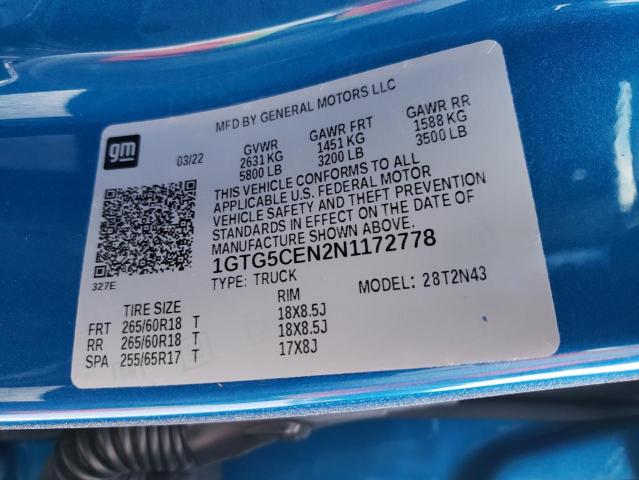 MFD BY GENERAL MOTORS LLC
gm
03/22
GVWR GAWR FRT GAWR RR
2631 KG 1451 KG 1588 KG
5800 LB 3200 LB 3500 LB
THIS VEHICLE CONFORMS TO ALL
APPLICABLE U.S. FEDERAL MOTOR
VEHICLE SAFETY AND THEFT PREVENTION
STANDARDS IN EFFECT ON THE DATE OF
MANUFACTURE SHOWN ABOVE.
1GTG5CEN2N1172778
327E
TYPE: TRUCK MODEL: 28T2N43
TIRE SIZE RIM
FRT 265/60R18 T 18X8.5J
RR 265/60R18 T 18X8.5J
SPA 255/65R17 T 17X8J